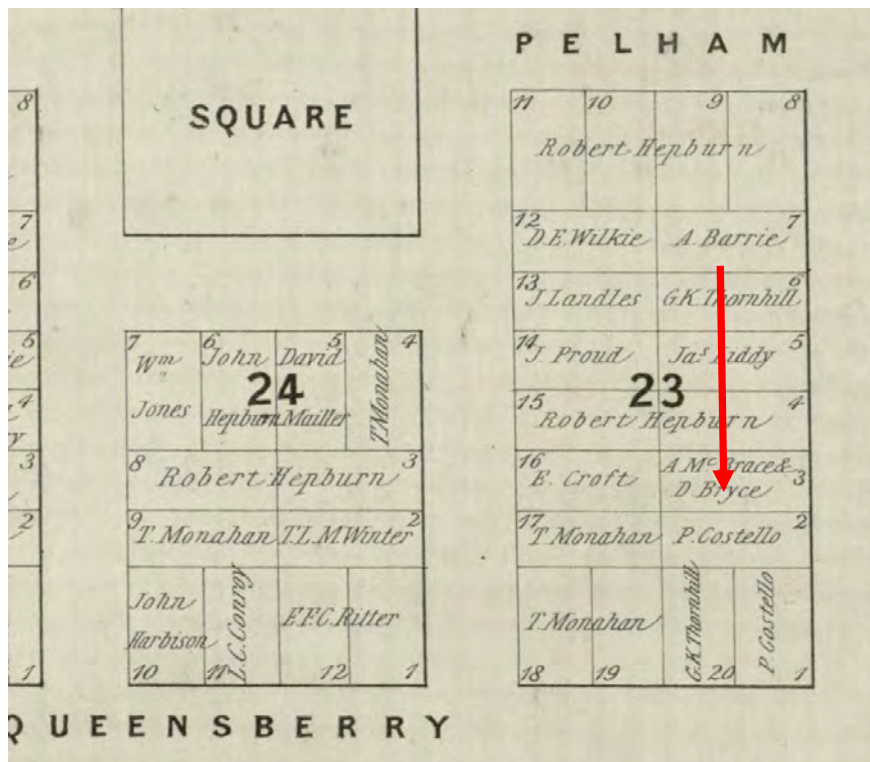 PELHAM
SQUARE
8
7
6
5
4
3
2
1
7
Wm
Jones
6
John
Hepburn
5
David
Mailler
4
T. Monahan
24
8
Robert Hepburn
3
9
T. Monahan
T.L.M Winter
2
John
Harbison
10
L.C. Conroy
11
E.F.C. Ritter
12
1
11
10
9
8
Robert Hepburn
12
D.E. Wilkie
A. Barrie
7
13
J Landles
G.K. Thornhill
6
14
J Proud
Jas Liddy
5
23
15
Robert Hepburn
4
16
E. Croft
A. Mc Brace &
D. Bryce
3
17
T Monahan
P. Costello
2
T. Monahan
18
19
G.K. Thornhill
20
P. Costello
1
QUEENSBERRY